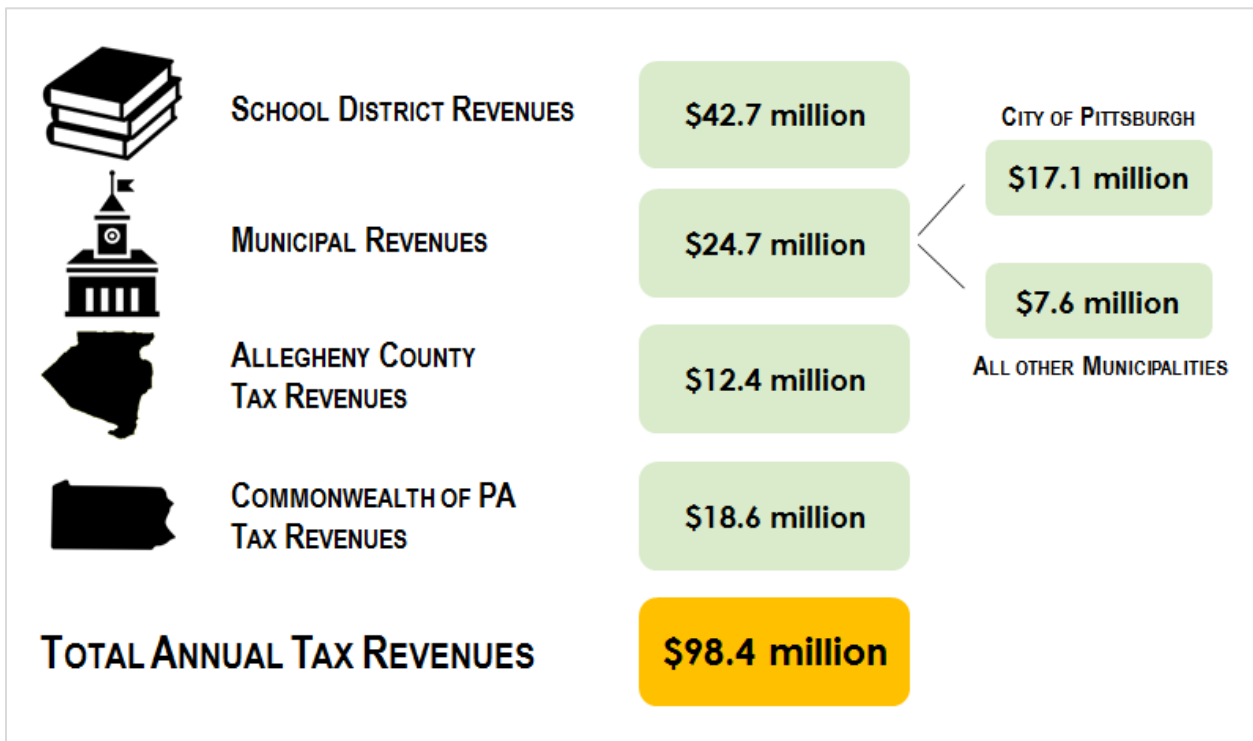 SCHOOL DISTRICT REVENUES
$42.7 million
MUNICIPAL REVENUES
$24.7 million
CITY OF PITTSBURGH
$17.1 million
$7.6 million
ALL OTHER MUNICIPALITIES
ALLEGHENY COUNTY
TAX REVENUES
$12.4 million
COMMONWEALTH OF PA
TAX REVENUES
$18.6 million
TOTAL ANNUAL TAX REVENUES
$98.4 million